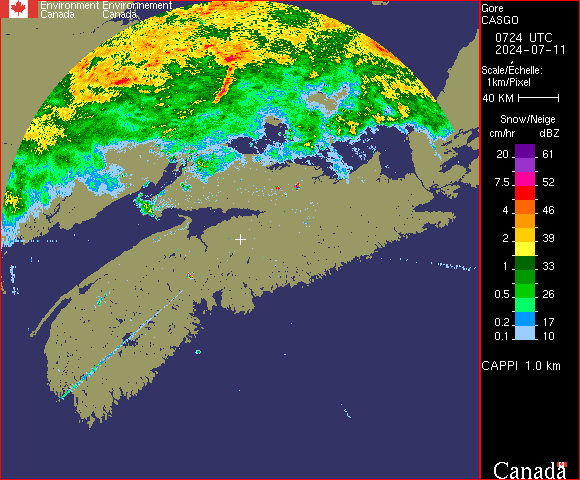 Environment Environnement
Canada Canada
Gore
CASGO
0724 UTC
2024-07-11
Scale/Échelle:
1km/Pixel
40 KM
Snow/Neige
cm/hr dBZ
20 61
7.5 52
4 46
2 39
1 33
0.5 26
0.2 17
0.1 10
CAPPI 1.0 km
Canada